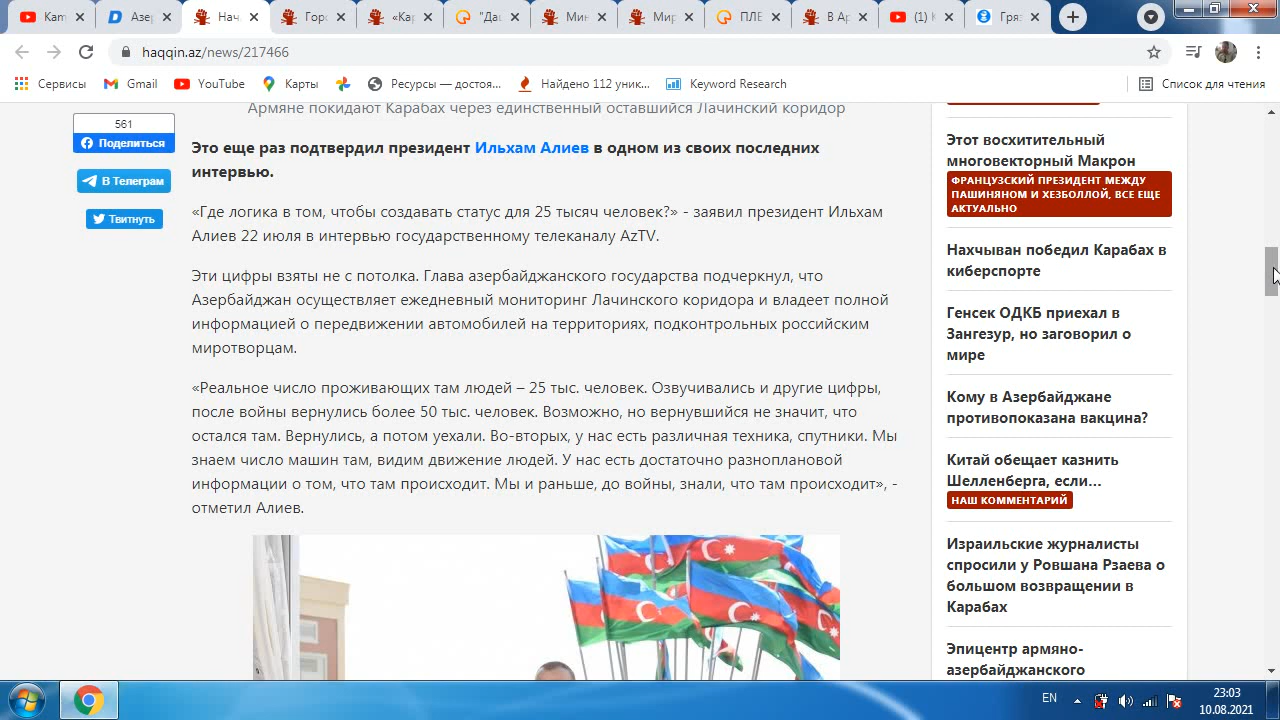 Кам
Азе
Нач
Горо
«Ка
"Да
Мин
Мир
ПЛЕ
В Ар
(1)
Гря
haqqin.az/news/217466
Сервисы
Gmail
YouTube
Карты
Ресурсы — достоя...
Найдено 112 уник...
Keyword Research
Список для чтения
Армяне покидают Карабах через единственный оставшийся Лачинский коридор
561
Поделиться
В Телеграм
Твитнуть
Это еще раз подтвердил президент Ильхам Алиев в одном из своих последних
интервью.
«Где логика в том, чтобы создавать статус для 25 тысяч человек?» - заявил президент Ильхам
Алиев 22 июля в интервью государственному телеканалу AzTV.
Эти цифры взяты не с потолка. Глава азербайджанского государства подчеркнул, что
Азербайджан осуществляет ежедневный мониторинг Лачинского коридора и владеет полной
информацией о передвижении автомобилей на территориях, подконтрольных российским
миротворцам.
«Реальное число проживающих там людей – 25 тыс. человек. Озвучивались и другие цифры,
после войны вернулись более 50 тыс. человек. Возможно, но вернувшийся не значит, что
остался там. Вернулись, а потом уехали. Во-вторых, у нас есть различная техника, спутники. Мы
знаем число машин там, видим движение людей. У нас есть достаточно разноплановой
информации о том, что там происходит. Мы и раньше, до войны, знали, что там происходит», -
отметил Алиев.
Этот восхитительный
многовекторный Макрон
ФРАНЦУЗСКИЙ ПРЕЗИДЕНТ МЕЖДУ
ПАШИНЯНОМ И ХЕЗБОЛЛОЙ, ВСЕ ЕЩЕ
АКТУАЛЬНО
Нахчыван победил Карабах в
киберспорте
Генсек ОДКБ приехал в
Зангезур, но заговорил о
мире
Кому в Азербайджане
противопоказана вакцина?
Китай обещает казнить
Шелленберга, если...
НАШ КОММЕНТАРИЙ
Израильские журналисты
спросили у Ровшана Рзаева о
большом возвращении в
Карабах
Эпицентр армяно-
азербайджанского
EN
23:03
10.08.2021